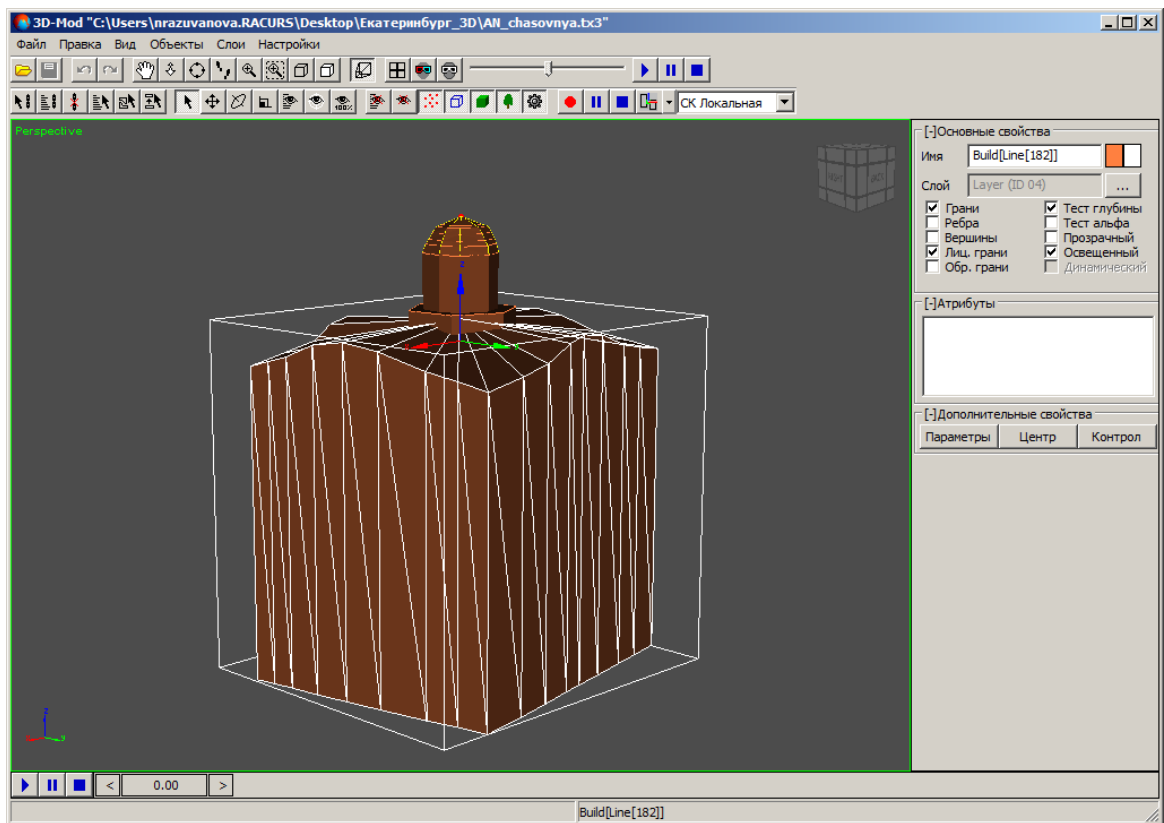 3D-Mod "C:\Users\nrazuvanova.RACURS\Desktop\Екатеринбург_3D\AN_chasovnya.tx3"
Файл Правка Вид Объекты Слои Настройки
100%
СК Локальная
Perspective
[-]Основные свойства
Имя Build[Line[182]]
Слой Layer (ID 04) ...
Грани Тест глубины
Ребра Тест альфа
Вершины Прозрачный
Лиц. грани Освещенный
Обр. грани Динамический
[-]Атрибуты
[-]Дополнительные свойства
Параметры Центр Контрол
z
z
x y
< 0.00 >
Build[Line[182]]